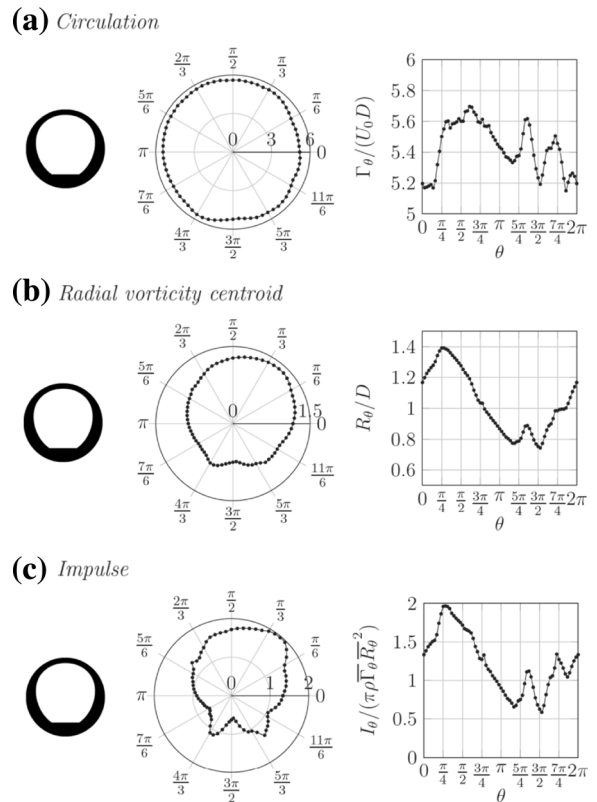 (a) Circulation
π/2
2π/3 π/3
5π/6 π/6
π 0 3 6 0
7π/6 11π/6
4π/3 5π/3
3π/2
6
5.8
5.6
5.4
5.2
5
Γ_θ/(U₀D)
0 π/4 π/2 3π/4 π 5π/4 3π/2 7π/4 2π
θ
(b) Radial vorticity centroid
π/2
2π/3 π/3
5π/6 π/6
π 0 1.5 0
7π/6 11π/6
4π/3 5π/3
3π/2
1.4
1.2
1
0.8
0.6
R_θ/D
0 π/4 π/2 3π/4 π 5π/4 3π/2 7π/4 2π
θ
(c) Impulse
π/2
2π/3 π/3
5π/6 π/6
π 0 1 2 0
7π/6 11π/6
4π/3 5π/3
3π/2
2
1.5
1
0.5
0
I_θ/(πρΓ̅_θR̅_θ²)
0 π/4 π/2 3π/4 π 5π/4 3π/2 7π/4 2π
θ